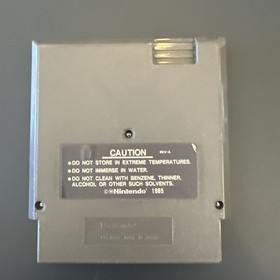 CAUTION
REV-A
• DO NOT STORE IN EXTREME TEMPERATURES.
• DO NOT IMMERSE IN WATER.
• DO NOT CLEAN WITH BENZENE, THINNER,
ALCOHOL OR OTHER SUCH SOLVENTS.
©®Nintendo® 1985